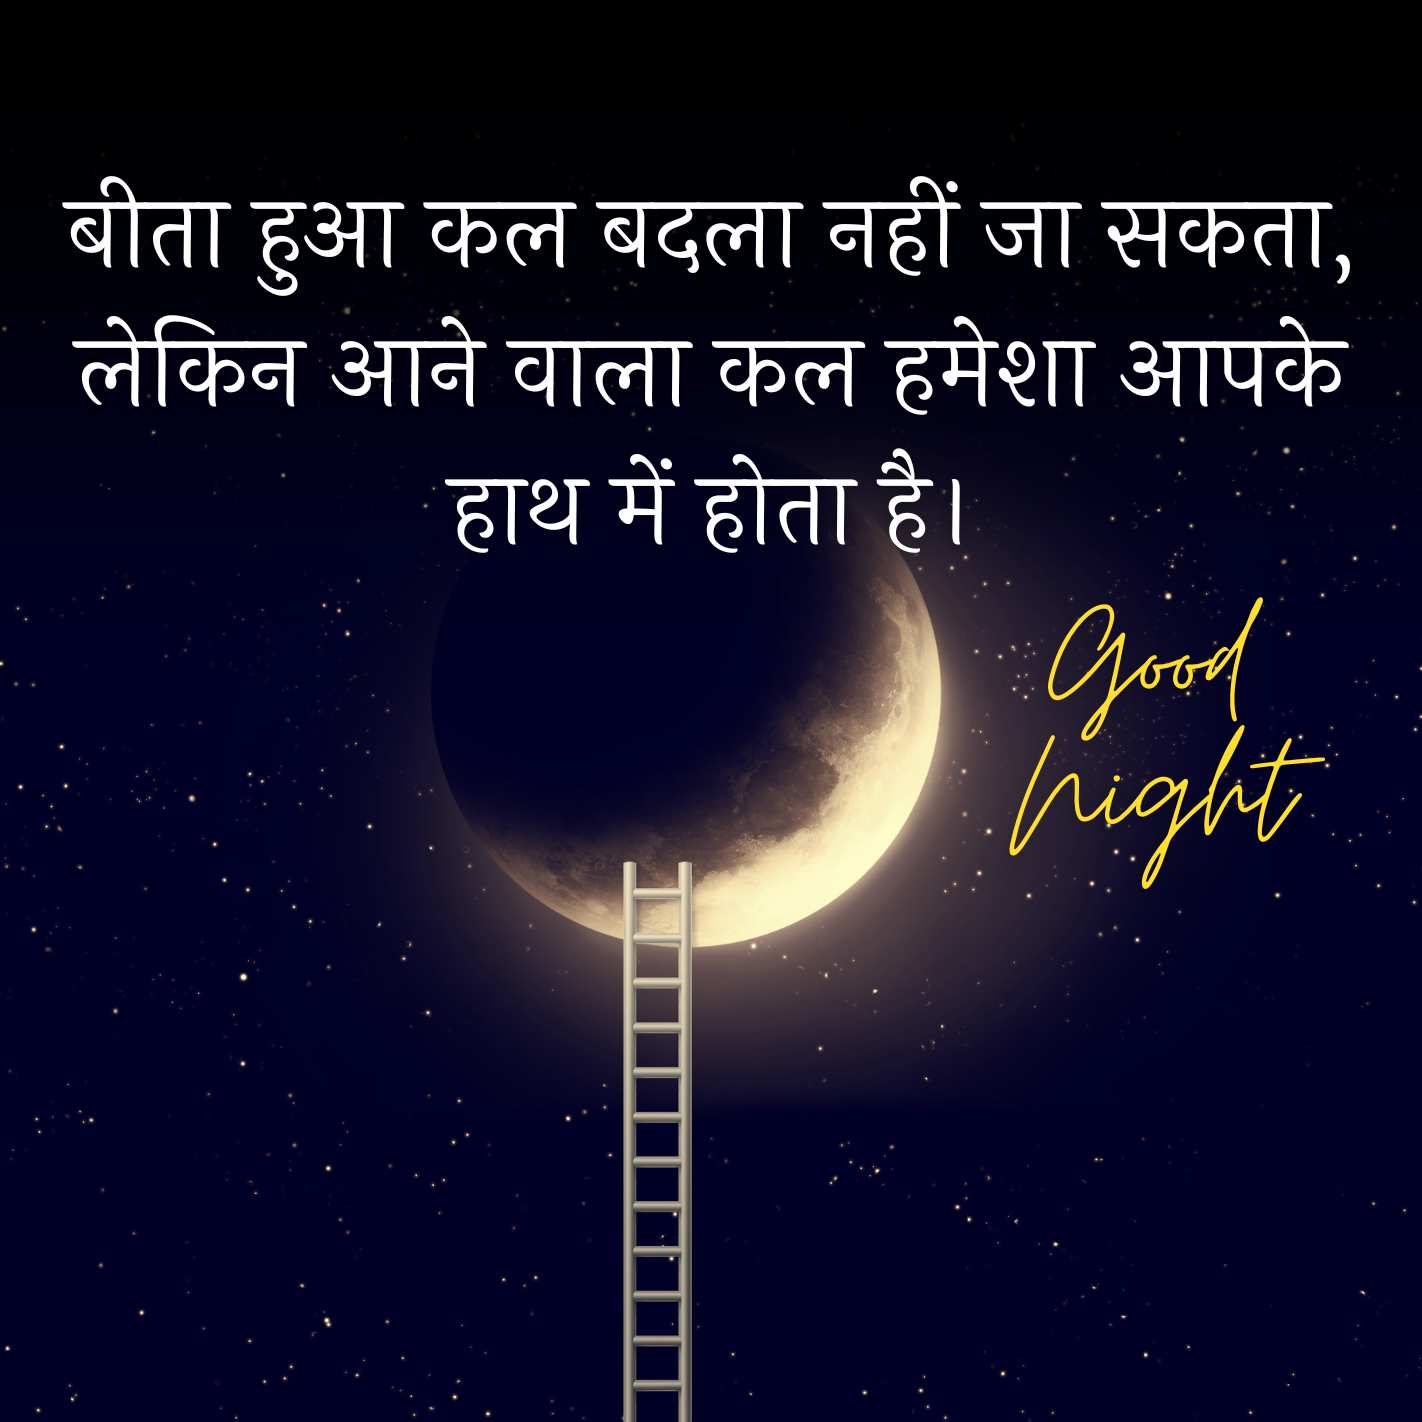 बीता हुआ कल बदला नहीं जा सकता,
लेकिन आने वाला कल हमेशा आपके
हाथ में होता है।
Good
Night